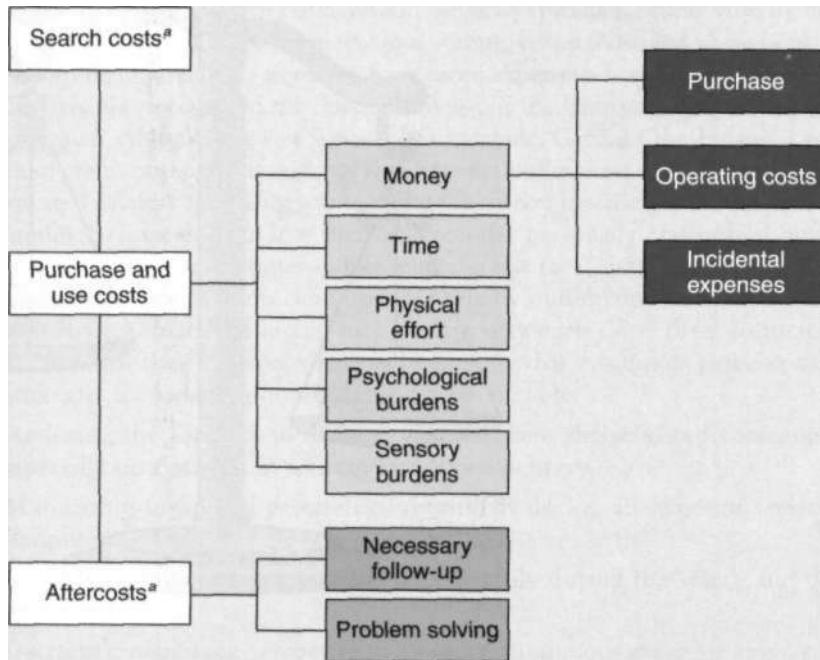 Search costsᵃ
Purchase
Money
Operating costs
Time
Purchase and
use costs
Incidental
expenses
Physical
effort
Psychological
burdens
Sensory
burdens
Necessary
follow-up
Aftercostsᵃ
Problem solving